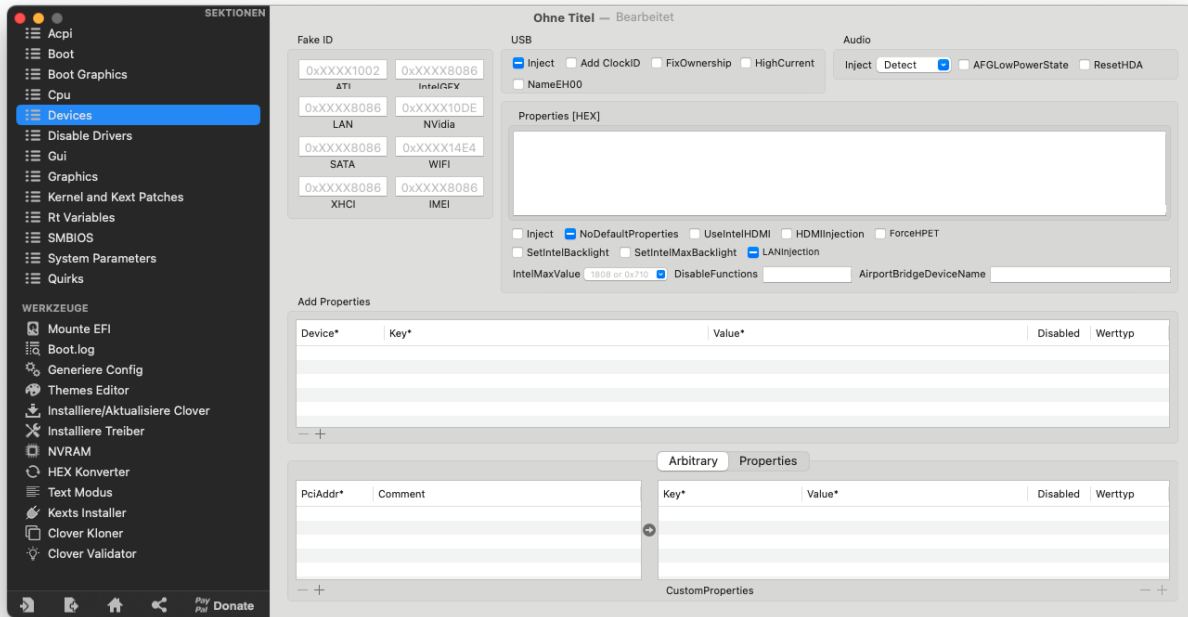 SEKTIONEN
Acpi
Boot
Boot Graphics
Cpu
Devices
Disable Drivers
Gui
Graphics
Kernel and Kext Patches
Rt Variables
SMBIOS
System Parameters
Quirks
WERKZEUGE
Mounte EFI
Boot.log
Generiere Config
Themes Editor
Installiere/Aktualisiere Clover
Installiere Treiber
NVRAM
HEX Konverter
Text Modus
Kexts Installer
Clover Kloner
Clover Validator
Pay Pal Donate
Ohne Titel — Bearbeitet
Fake ID
0xXXXX1002 0xXXXX8086
ATI IntelGFX
0xXXXX8086 0xXXXX10DE
LAN NVidia
0xXXXX8086 0xXXXX14E4
SATA WIFI
0xXXXX8086 0xXXXX8086
XHCI IMEI
USB
Inject Add ClockID FixOwnership HighCurrent
NameEH00
Audio
Inject Detect AFGLowPowerState ResetHDA
Properties [HEX]
Inject NoDefaultProperties UseIntelHDMI HDMIInjection ForceHPET
SetIntelBacklight SetIntelMaxBacklight LANInjection
IntelMaxValue 1808 or 0x710 DisableFunctions AirportBridgeDeviceName
Add Properties
Device* Key* Value* Disabled Werttyp
Arbitrary Properties
PciAddr* Comment
Key* Value* Disabled Werttyp
CustomProperties